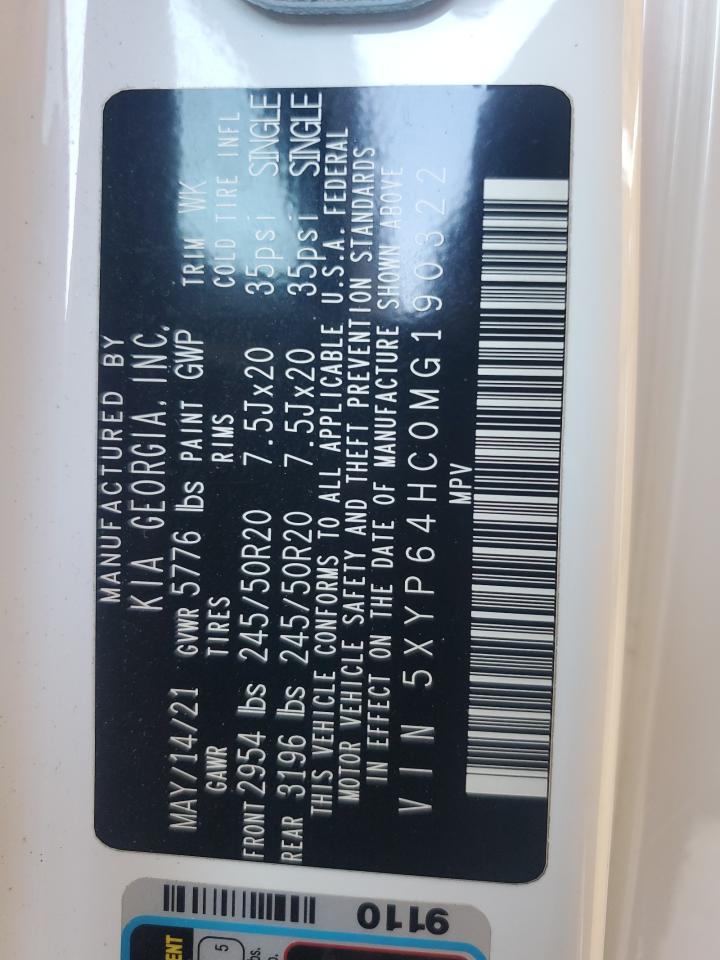 MANUFACTURED BY
KIA GEORGIA, INC.
MAY/14/21 GVWR 5776 lbs PAINT GWP TRIM WK
GAWR TIRES RIMS COLD TIRE INFL
FRONT 2954 lbs 245/50R20 7.5Jx20 35psi SINGLE
REAR 3196 lbs 245/50R20 7.5Jx20 35psi SINGLE
THIS VEHICLE CONFORMS TO ALL APPLICABLE U.S.A. FEDERAL
MOTOR VEHICLE SAFETY AND THEFT PREVENTION STANDARDS
IN EFFECT ON THE DATE OF MANUFACTURE SHOWN ABOVE
VIN 5XYP64HC0MG190322
MPV
9110
5